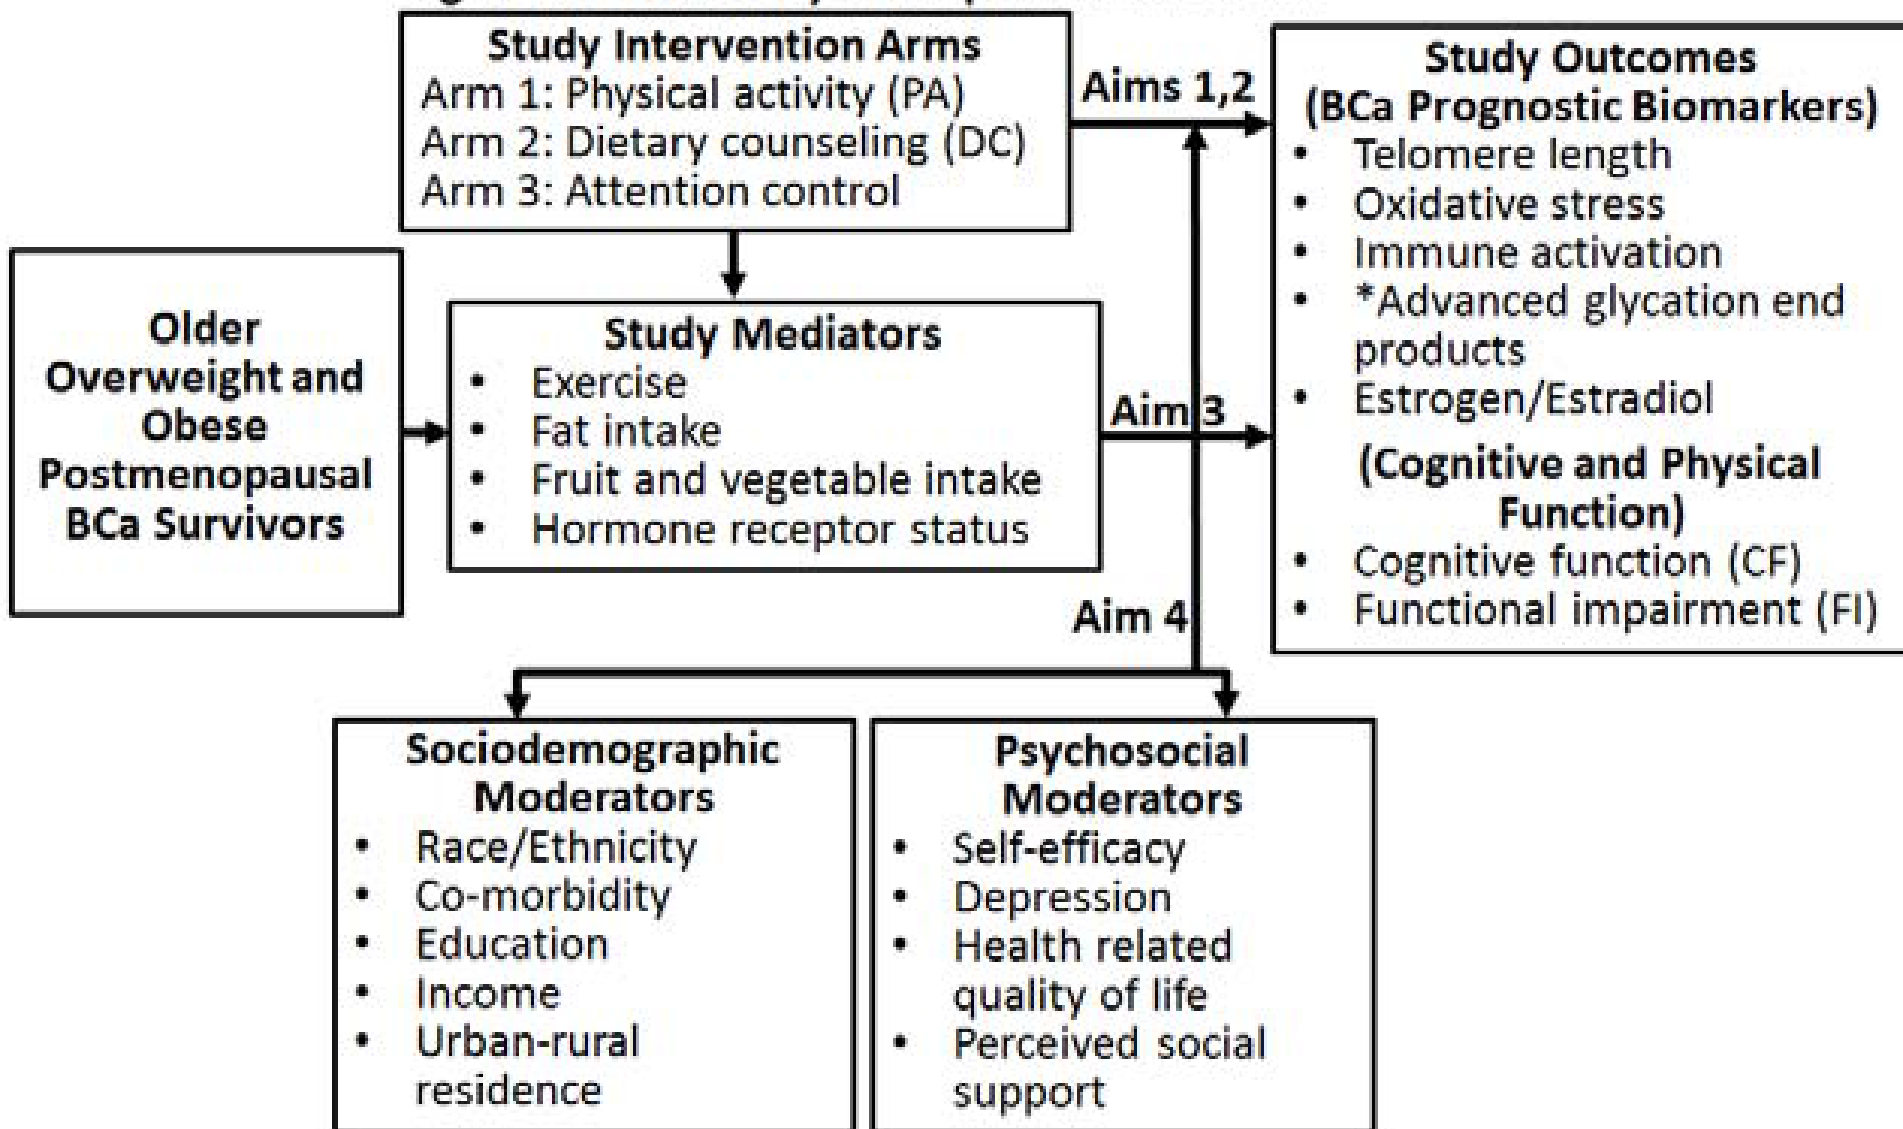 Study Intervention Arms
Arm 1: Physical activity (PA)
Arm 2: Dietary counseling (DC)
Arm 3: Attention control
Aims 1,2
Study Outcomes
(BCa Prognostic Biomarkers)
• Telomere length
• Oxidative stress
• Immune activation
• *Advanced glycation end
products
• Estrogen/Estradiol
(Cognitive and Physical
Function)
• Cognitive function (CF)
• Functional impairment (FI)
Older
Overweight and
Obese
Postmenopausal
BCa Survivors
Study Mediators
• Exercise
• Fat intake
• Fruit and vegetable intake
• Hormone receptor status
Aim 3
Aim 4
Sociodemographic
Moderators
• Race/Ethnicity
• Co-morbidity
• Education
• Income
• Urban-rural
residence
Psychosocial
Moderators
• Self-efficacy
• Depression
• Health related
quality of life
• Perceived social
support